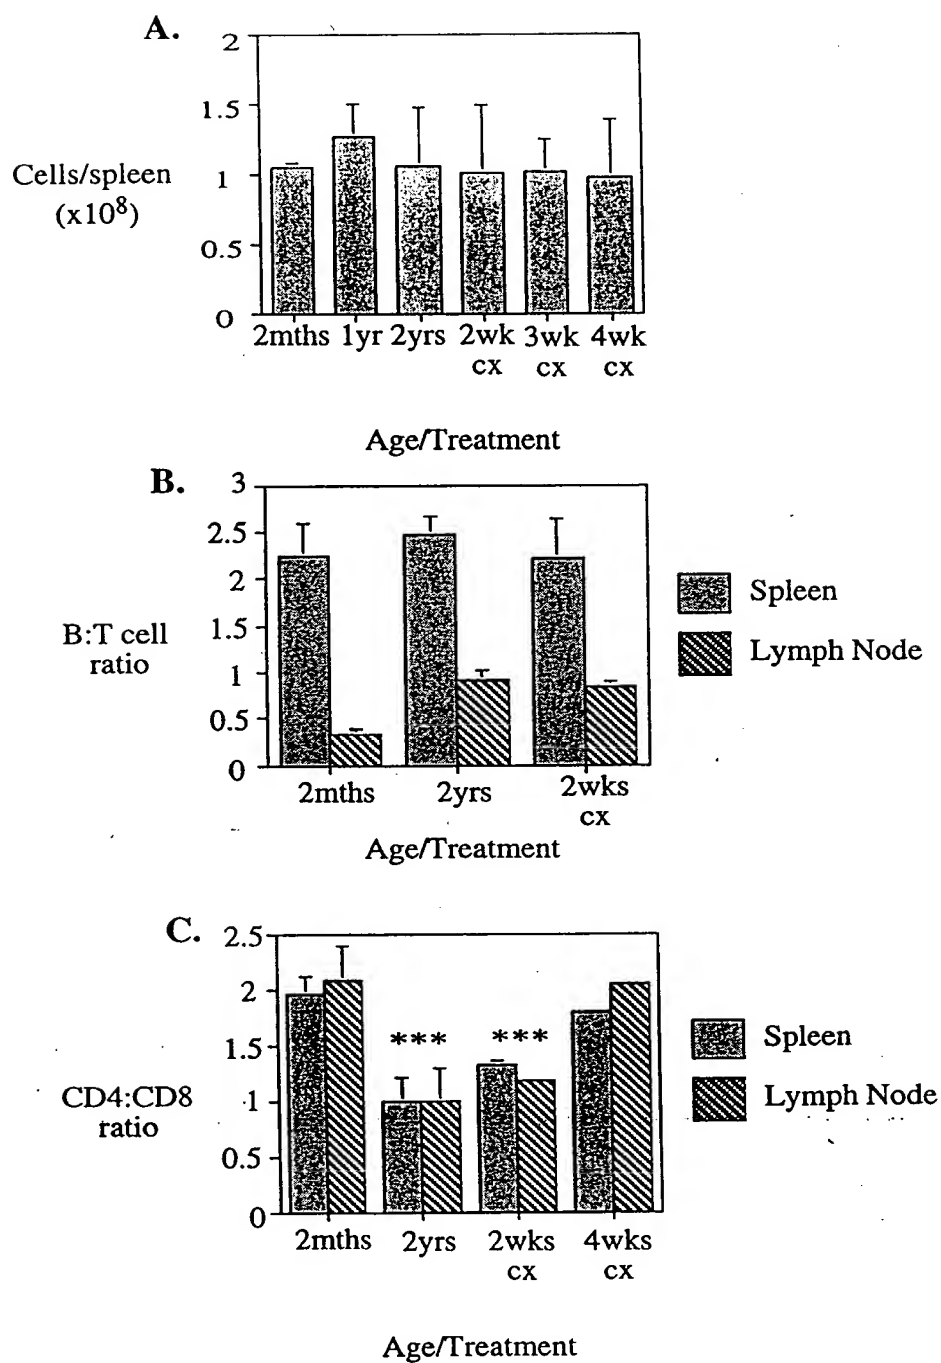 A.
2
1.5
1
0.5
0
Cells/spleen
(x10⁸)
2mths 1yr 2yrs 2wk 3wk 4wk
cx cx cx
Age/Treatment
B.
3
2.5
2
1.5
1
0.5
0
B:T cell
ratio
Spleen
Lymph Node
2mths 2yrs 2wks
cx
Age/Treatment
C.
2.5
2
1.5
1
0.5
0
CD4:CD8
ratio
*** ***
Spleen
Lymph Node
2mths 2yrs 2wks 4wks
cx cx
Age/Treatment